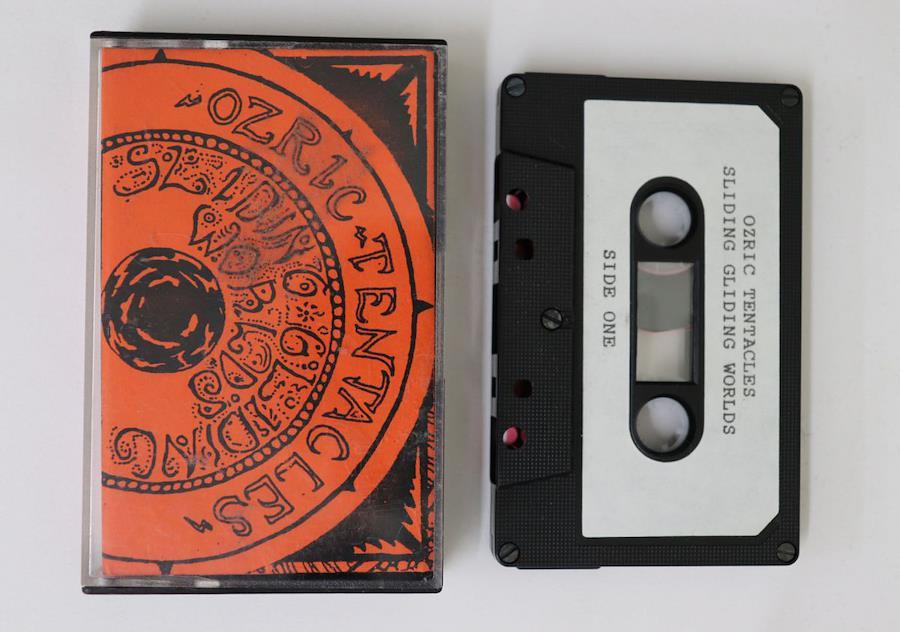 "OZRIC TENTACLES"
SLIDING GLIDING
WORLDS
OZRIC TENTACLES
SLIDING GLIDING WORLDS
SIDE ONE